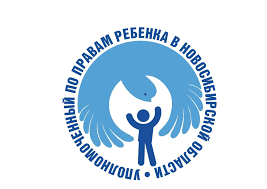 УПОЛНОМОЧЕННЫЙ ПО ПРАВАМ РЕБЕНКА В НОВОСИБИРСКОЙ ОБЛАСТИ •